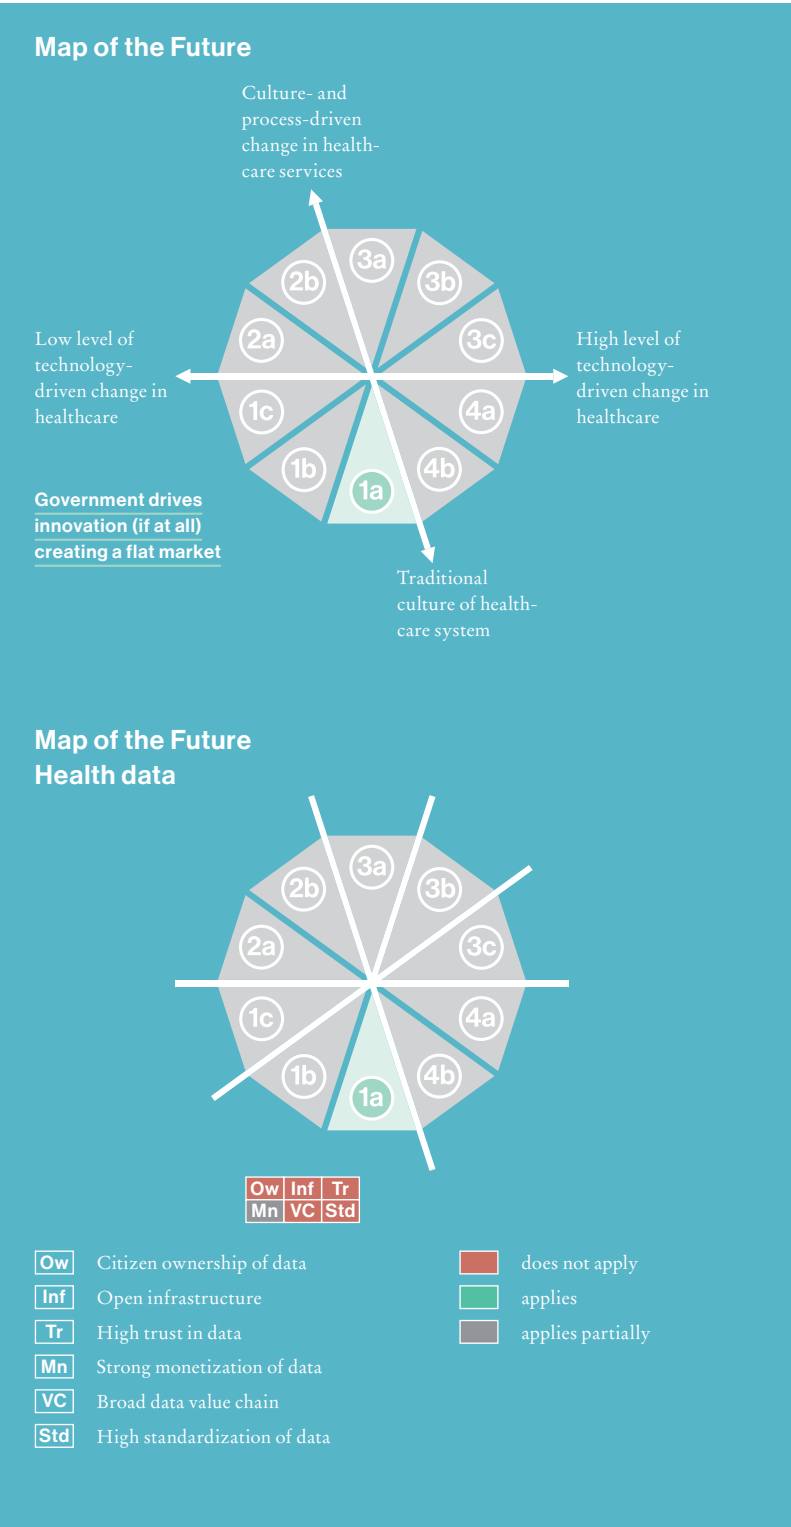 Map of the Future
Culture- and
process-driven
change in health-
care services
3a
2b
3b
2a
3c
Low level of
technology-
driven change in
healthcare
High level of
technology-
driven change in
healthcare
1c
4a
1b
4b
1a
Government drives
innovation (if at all)
creating a flat market
Traditional
culture of health-
care system
Map of the Future
Health data
3a
2b
3b
2a
3c
1c
4a
1b
4b
1a
Ow Inf Tr
Mn VC Std
Ow Citizen ownership of data
Inf Open infrastructure
Tr High trust in data
Mn Strong monetization of data
VC Broad data value chain
Std High standardization of data
does not apply
applies
applies partially